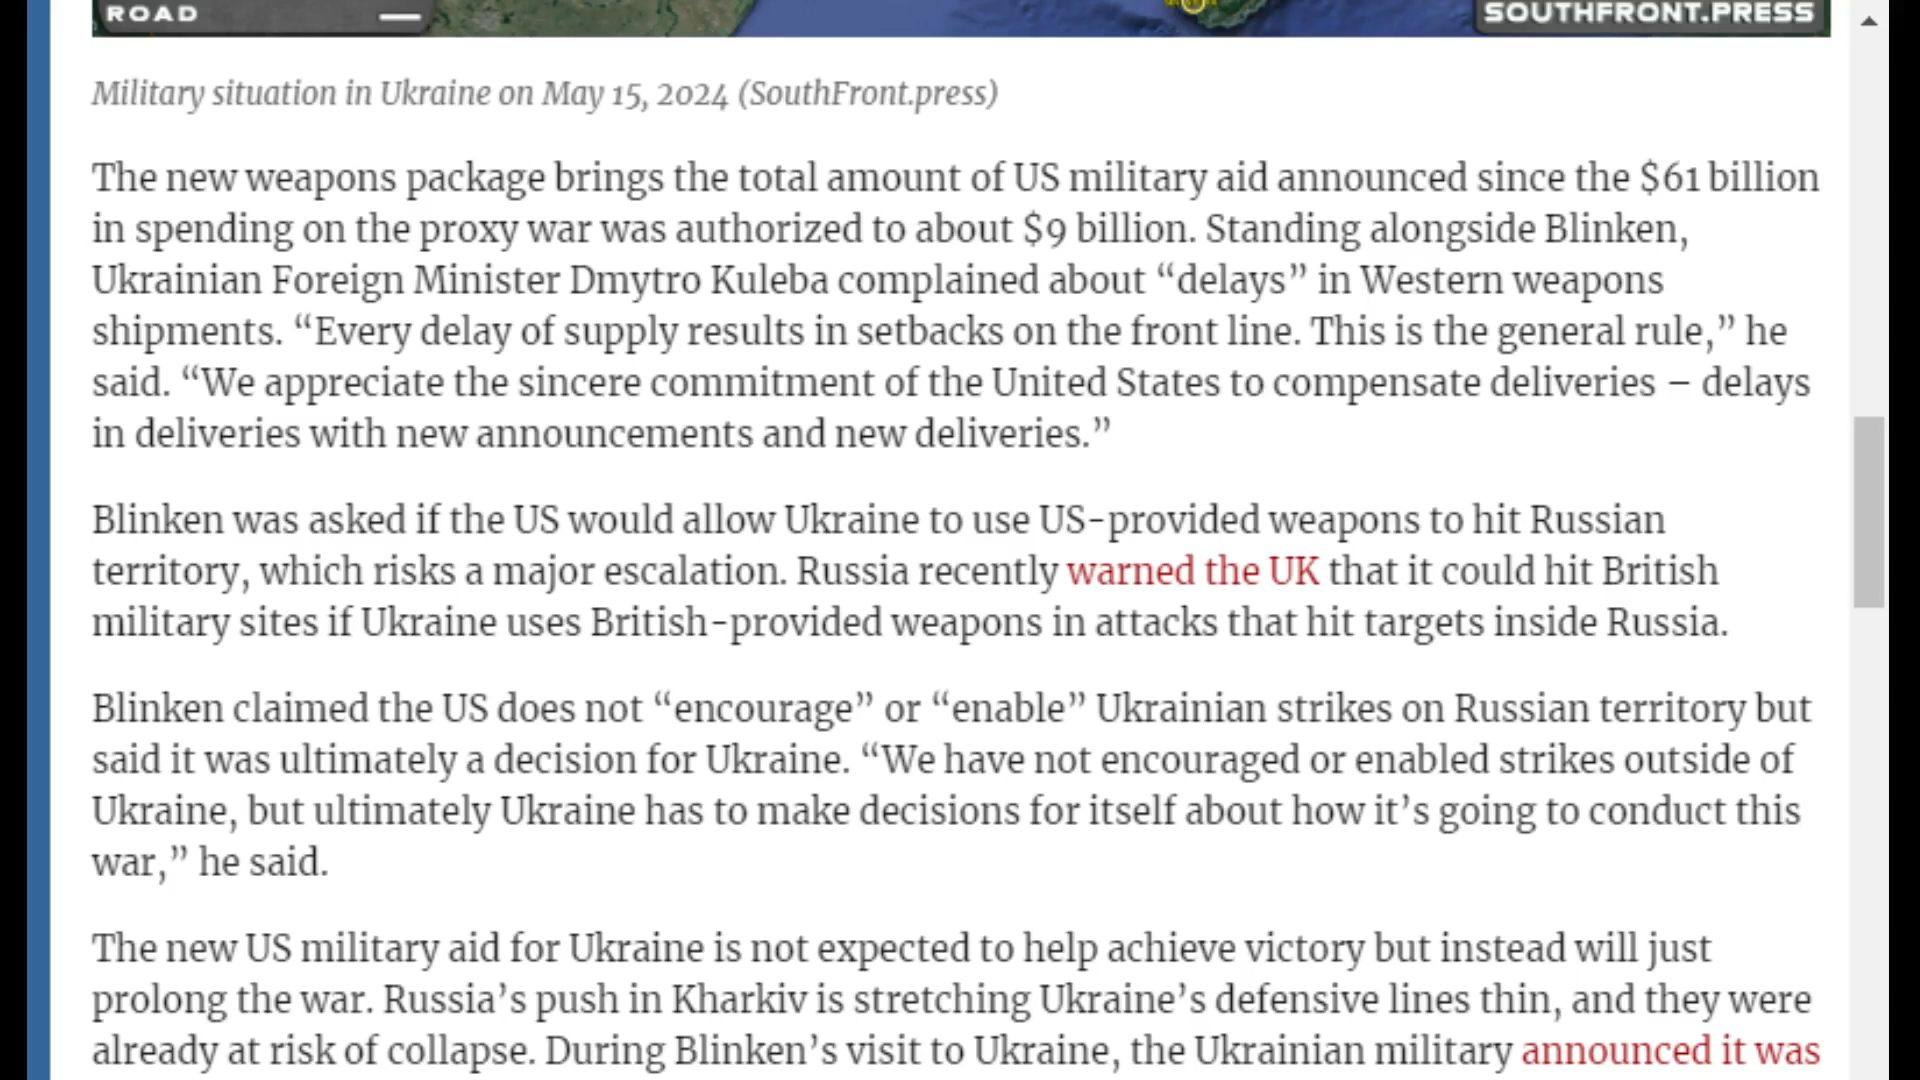 ROAD
SOUTHFRONT.PRESS
Military situation in Ukraine on May 15, 2024 (SouthFront.press)
The new weapons package brings the total amount of US military aid announced since the $61 billion
in spending on the proxy war was authorized to about $9 billion. Standing alongside Blinken,
Ukrainian Foreign Minister Dmytro Kuleba complained about “delays” in Western weapons
shipments. “Every delay of supply results in setbacks on the front line. This is the general rule,” he
said. “We appreciate the sincere commitment of the United States to compensate deliveries – delays
in deliveries with new announcements and new deliveries.”
Blinken was asked if the US would allow Ukraine to use US-provided weapons to hit Russian
territory, which risks a major escalation. Russia recently warned the UK that it could hit British
military sites if Ukraine uses British-provided weapons in attacks that hit targets inside Russia.
Blinken claimed the US does not “encourage” or “enable” Ukrainian strikes on Russian territory but
said it was ultimately a decision for Ukraine. “We have not encouraged or enabled strikes outside of
Ukraine, but ultimately Ukraine has to make decisions for itself about how it’s going to conduct this
war,” he said.
The new US military aid for Ukraine is not expected to help achieve victory but instead will just
prolong the war. Russia’s push in Kharkiv is stretching Ukraine’s defensive lines thin, and they were
already at risk of collapse. During Blinken’s visit to Ukraine, the Ukrainian military announced it was